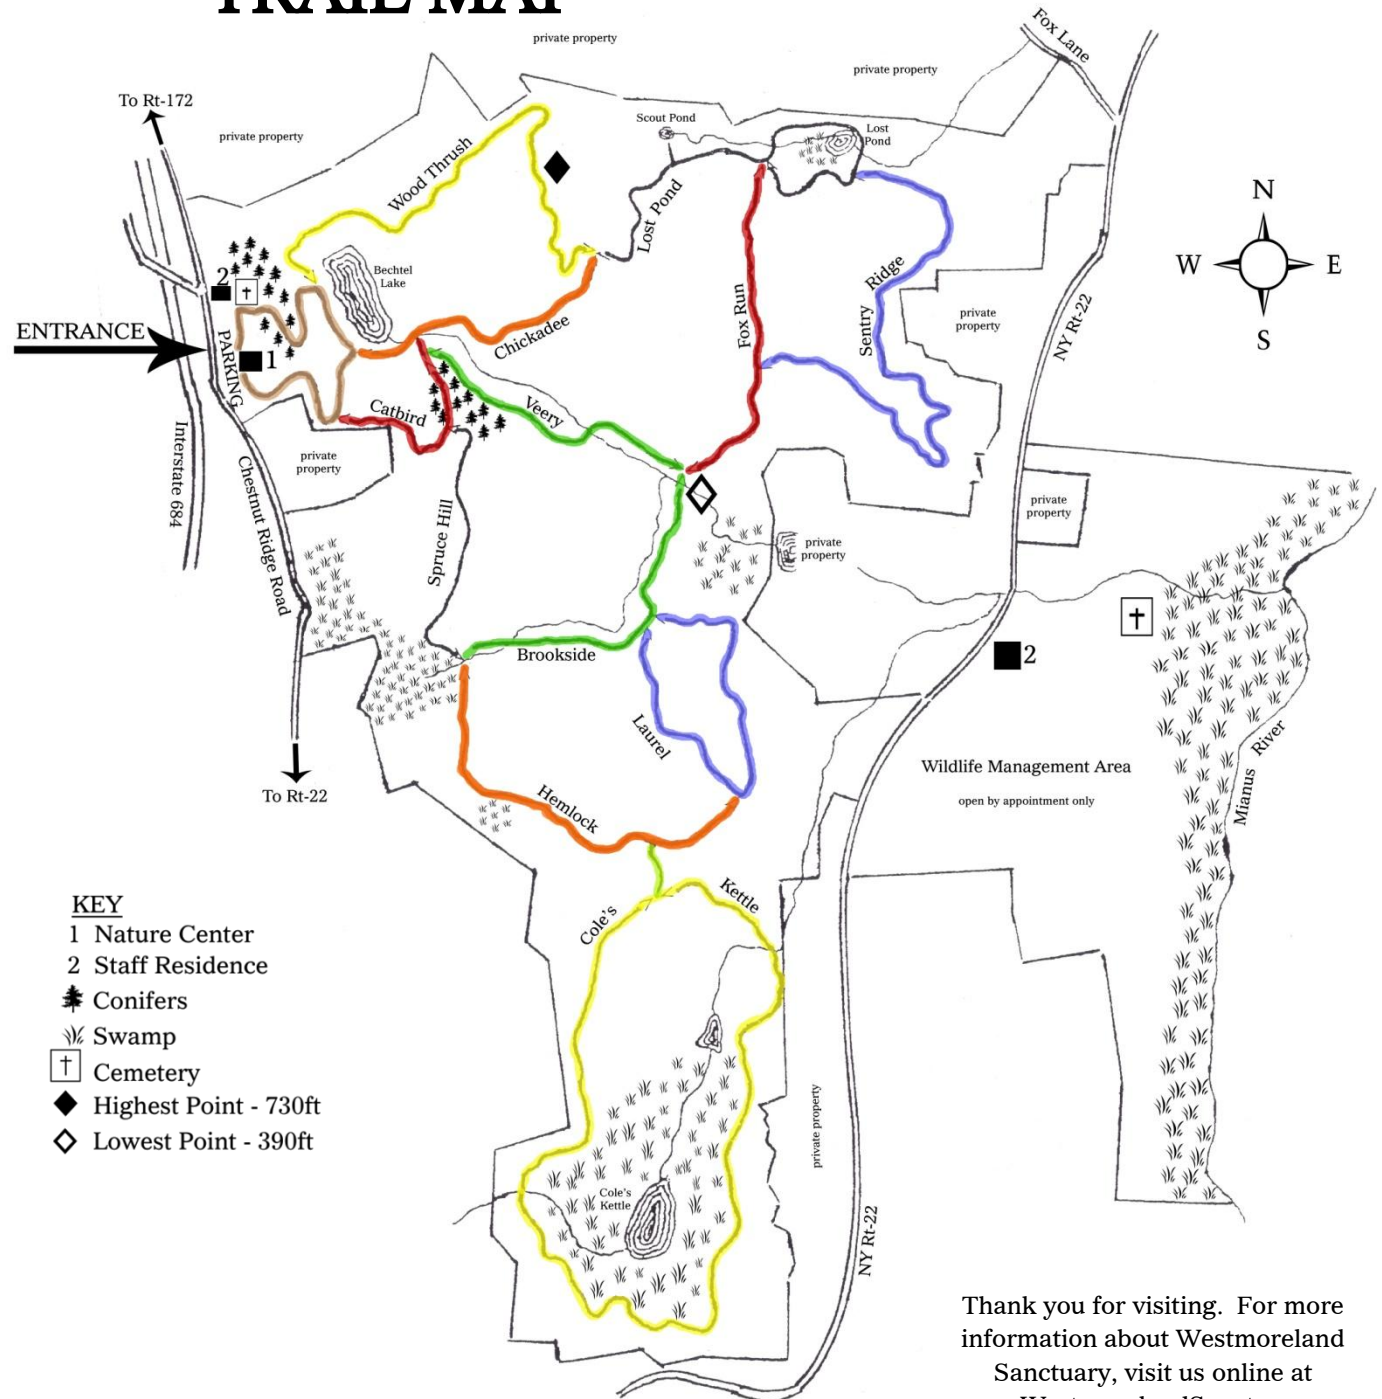 TRAIL MAP
private property
Fox Lane
private property
To Rt-172
private property
Scout Pond
Lost
Pond
Wood Thrush
Lost Pond
N
W
E
S
2
Bechtel
Lake
Ridge
Sentry
Fox Run
private
property
NY Rt-22
ENTRANCE
PARKING
1
Chickadee
Catbird
Veery
Interstate 684
Chestnut Ridge Road
private
property
Spruce Hill
private
property
private
property
Brookside
2
Laurel
Mianus River
Wildlife Management Area
open by appointment only
To Rt-22
Hemlock
Cole's
Kettle
KEY
1 Nature Center
2 Staff Residence
Conifers
Swamp
Cemetery
Highest Point - 730ft
Lowest Point - 390ft
private property
Cole's
Kettle
NY Rt-22
Thank you for visiting. For more
information about Westmoreland
Sanctuary, visit us online at